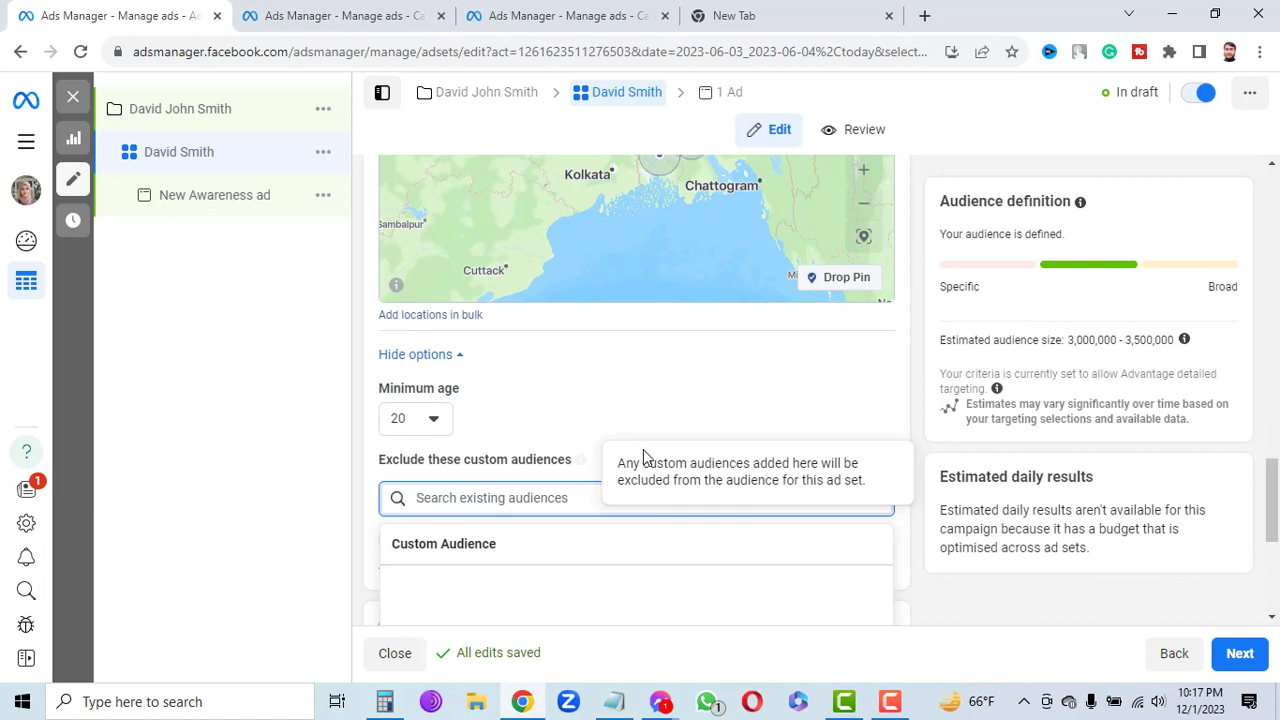 Ads Manager - Manage ads - Ad
Ads Manager - Manage ads - Ca
Ads Manager - Manage ads - Ca
New Tab
adsmanager.facebook.com/adsmanager/manage/adsets/edit?act=1261623511276503&date=2023-06-03_2023-06-04%2Ctoday&select...
David John Smith
David Smith
New Awareness ad
David John Smith
David Smith
1 Ad
In draft
Edit
Review
Kolkata
Chattogram
Sambalpur
Cuttack
Drop Pin
Add locations in bulk
Hide options
Minimum age
20
Exclude these custom audiences
Any custom audiences added here will be
excluded from the audience for this ad set.
Search existing audiences
Custom Audience
Audience definition
Your audience is defined.
Specific
Broad
Estimated audience size: 3,000,000 - 3,500,000
Your criteria is currently set to allow Advantage detailed
targeting.
Estimates may vary significantly over time based on
your targeting selections and available data.
Estimated daily results
Estimated daily results aren't available for this
campaign because it has a budget that is
optimised across ad sets.
1
Close
All edits saved
Back
Next
Type here to search
1
1
66°F
10:17 PM
12/1/2023